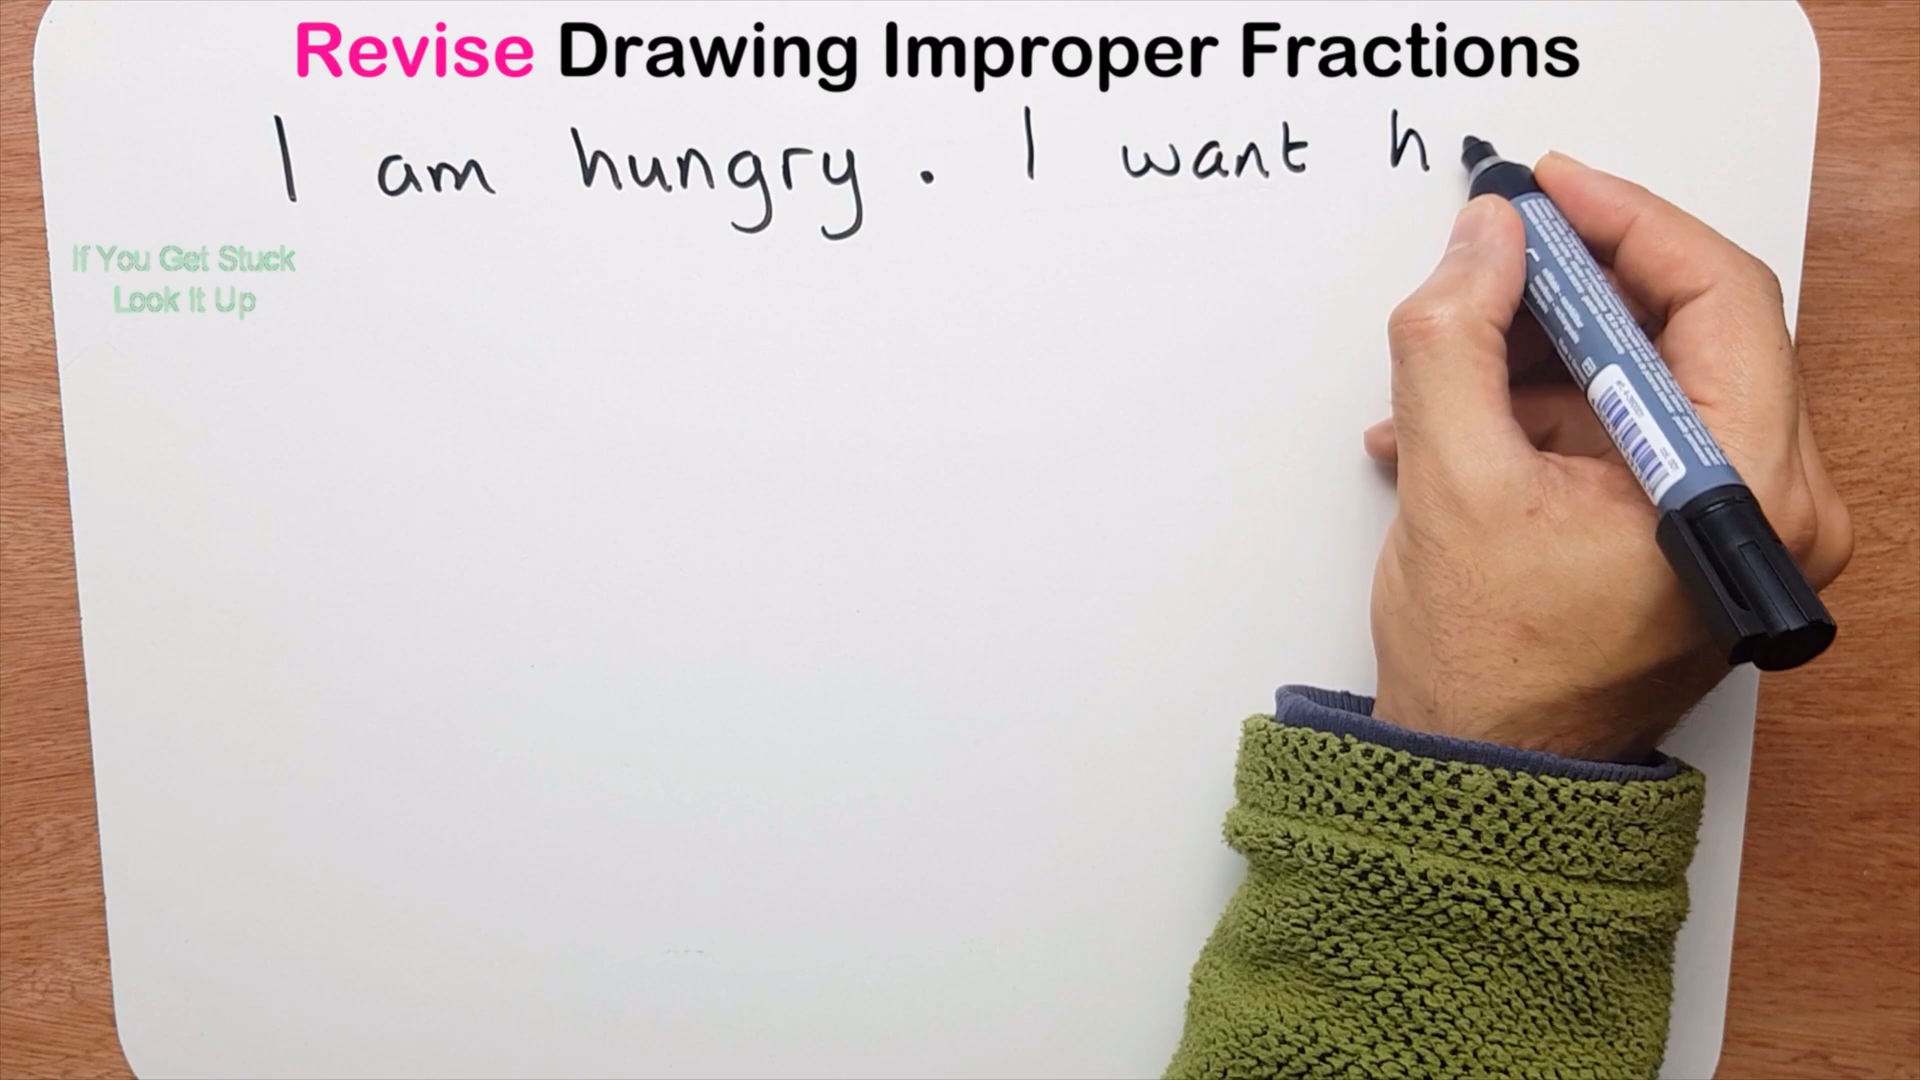 Revise Drawing Improper Fractions
I am hungry. I want h
If You Get Stuck
Look It Up